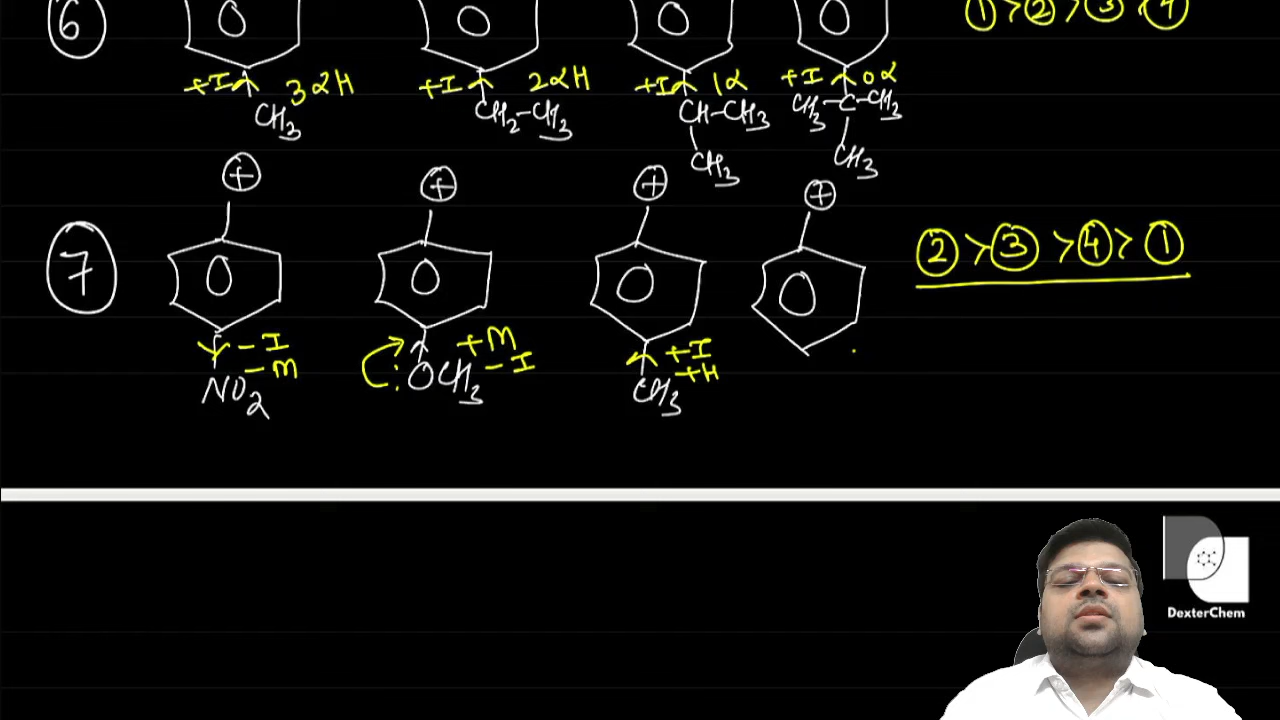 6
① > ② > ③ > ④
+I 3αH +I 2αH +I 1α +I 0α
CH3 CH2-CH3 CH-CH3 CH3-C-CH3
CH3 CH3
⊕ ⊕ ⊕ ⊕
7
② > ③ > ④ > ①
-I +M +I
-M -I +H
NO2 :OCH3 CH3
DexterChem